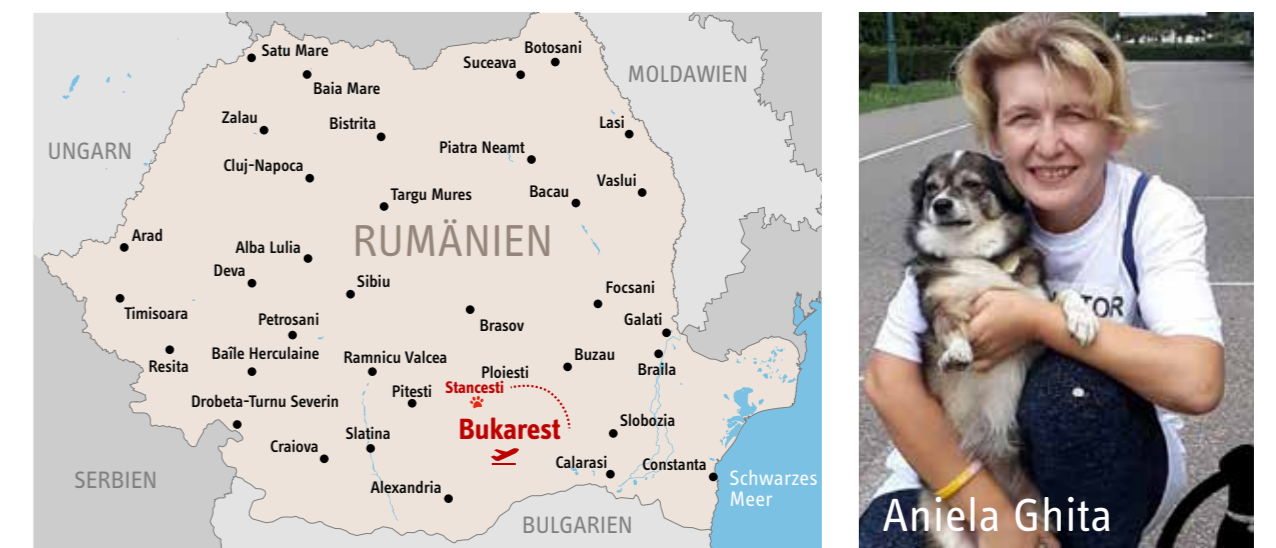 Satu Mare
Botosani
Suceava
MOLDAWIEN
Baia Mare
Zalau
Bistrita
Lasi
UNGARN
Piatra Neamt
Cluj-Napoca
Vaslui
Targu Mures
Bacau
RUMÄNIEN
Arad
Alba Lulia
Deva
Sibiu
Focsani
Timisoara
Petrosani
Brasov
Galati
Baîle Herculaine
Ramnicu Valcea
Buzau
Resita
Ploiesti
Braila
Stancesti
Pitesti
Drobeta-Turnu Severin
Bukarest
Slobozia
Slatina
Craiova
Calarasi
Constanta
SERBIEN
Alexandria
Schwarzes
Meer
BULGARIEN
TOR
Aniela Ghita